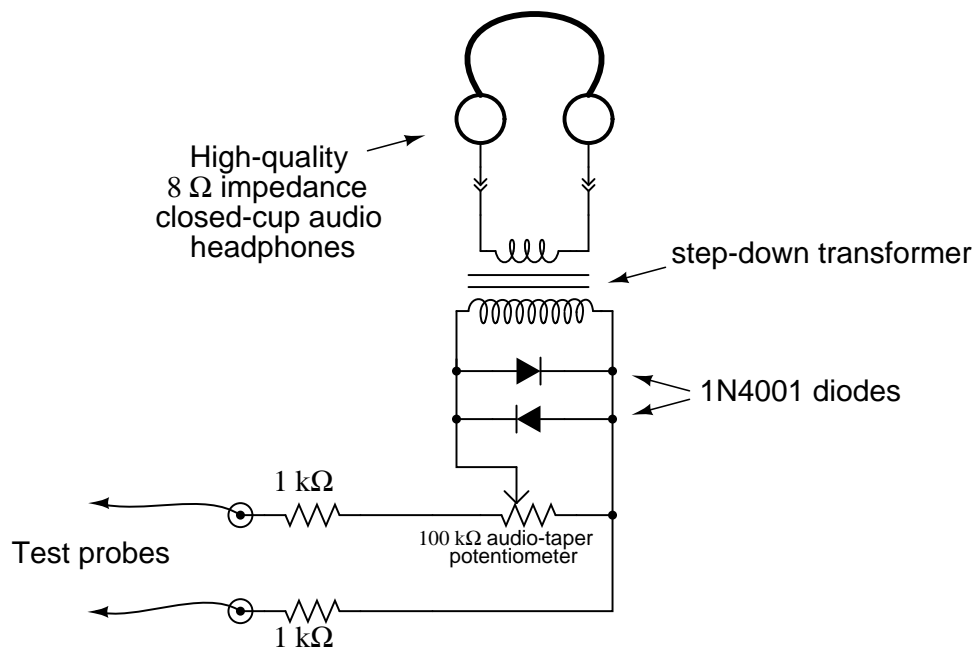 High-quality
8 Ω impedance
closed-cup audio
headphones
step-down transformer
1N4001 diodes
1 kΩ
100 kΩ audio-taper
potentiometer
Test probes
1 kΩ